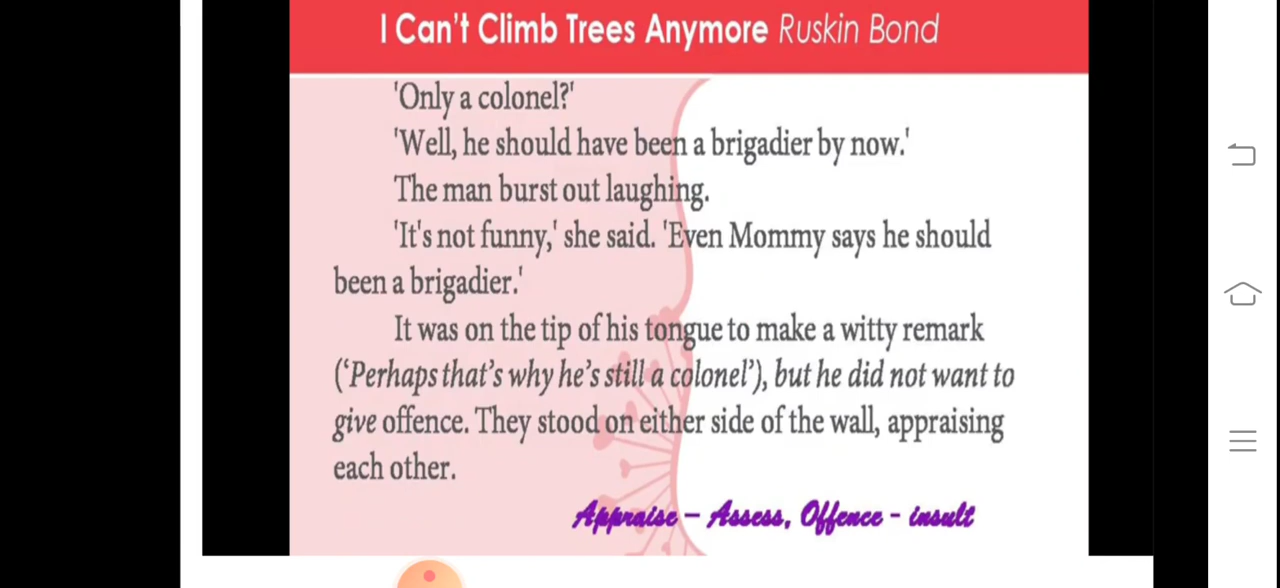 I Can't Climb Trees Anymore Ruskin Bond
'Only a colonel?'
'Well, he should have been a brigadier by now.'
The man burst out laughing.
'It's not funny,' she said. 'Even Mommy says he should
been a brigadier.'
It was on the tip of his tongue to make a witty remark
('Perhaps that's why he's still a colonel'), but he did not want to
give offence. They stood on either side of the wall, appraising
each other.
Appraise – Assess, Offence - insult